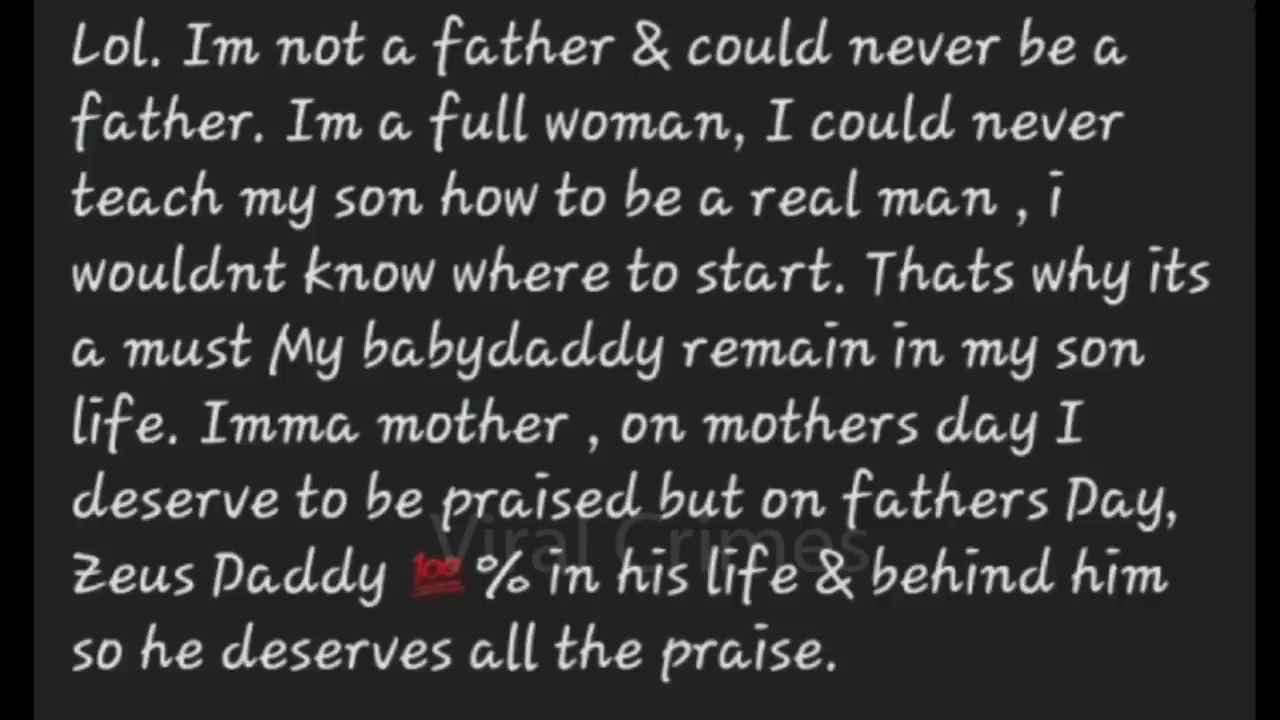 Lol. Im not a father & could never be a
father. Im a full woman, I could never
teach my son how to be a real man , i
wouldnt know where to start. Thats why its
a must My babydaddy remain in my son
life. Imma mother , on mothers day I
deserve to be praised but on fathers Day,
Viral Crimes
Zeus Daddy 💯% in his life & behind him
so he deserves all the praise.